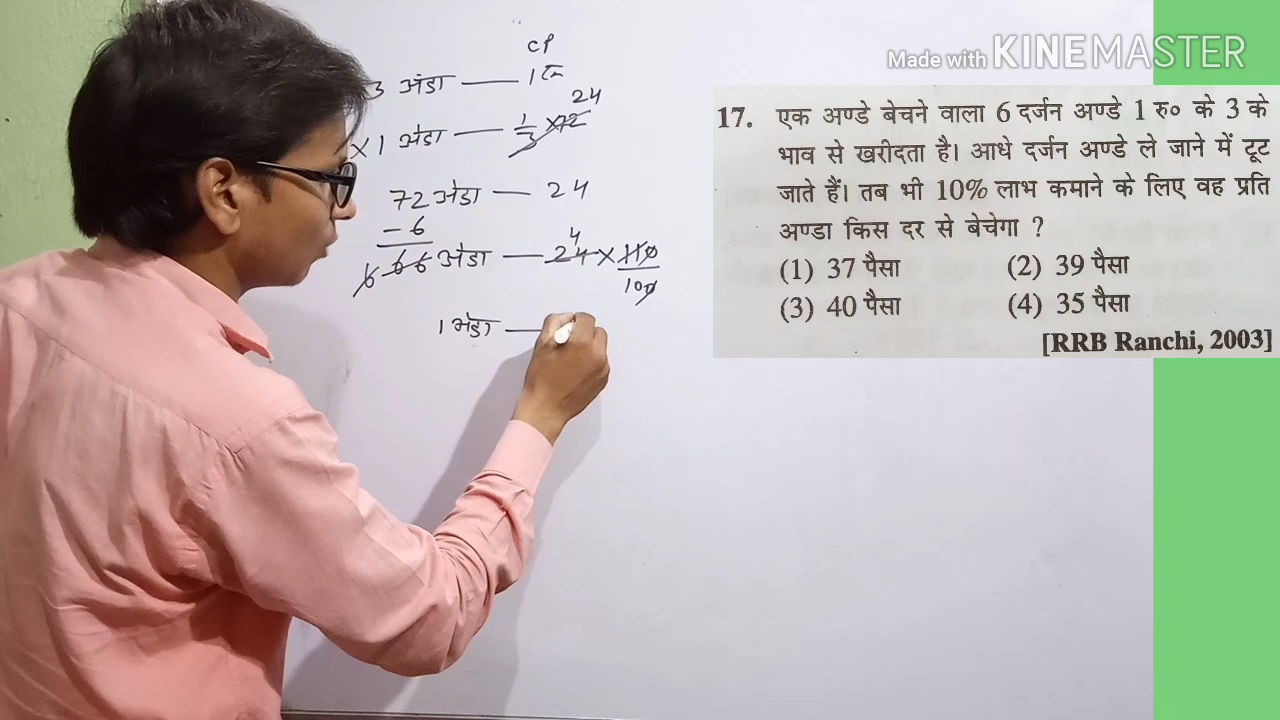 CP
3 अंडा — 1 रु
24
× 1 अंडा — 1/3 × 72
72 अंडा — 24
- 6
4
6 66 अंडा — 24 × 110/100
1 अंडा —
Made with KINEMASTER
17. एक अण्डे बेचने वाला 6 दर्जन अण्डे 1 रु० के 3 के
भाव से खरीदता है। आधे दर्जन अण्डे ले जाने में टूट
जाते हैं। तब भी 10% लाभ कमाने के लिए वह प्रति
अण्डा किस दर से बेचेगा ?
(1) 37 पैसा (2) 39 पैसा
(3) 40 पैसा (4) 35 पैसा
[RRB Ranchi, 2003]